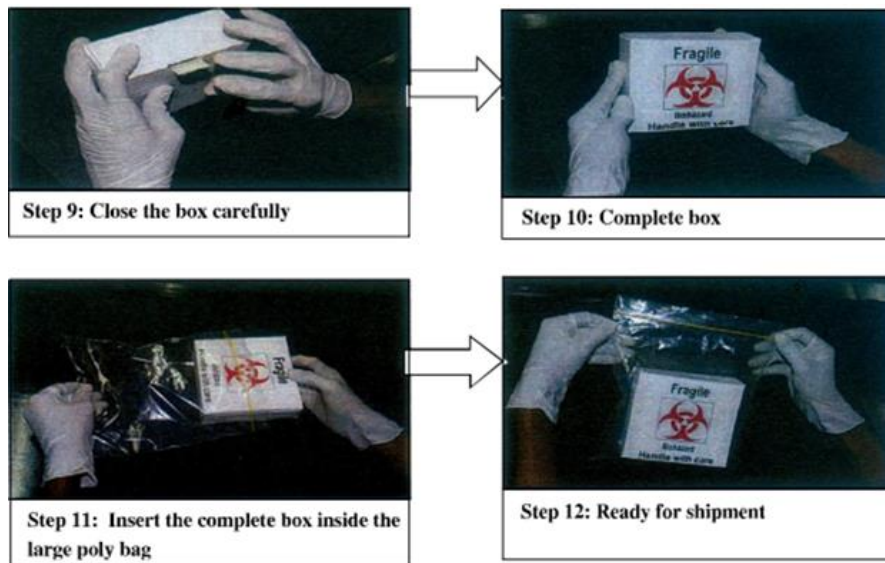 Fragile
Biohazard
Handle with care
Step 9: Close the box carefully
Step 10: Complete box
Fragile
Step 11: Insert the complete box inside the
large poly bag
Fragile
Biohazard
Handle with care
Step 12: Ready for shipment